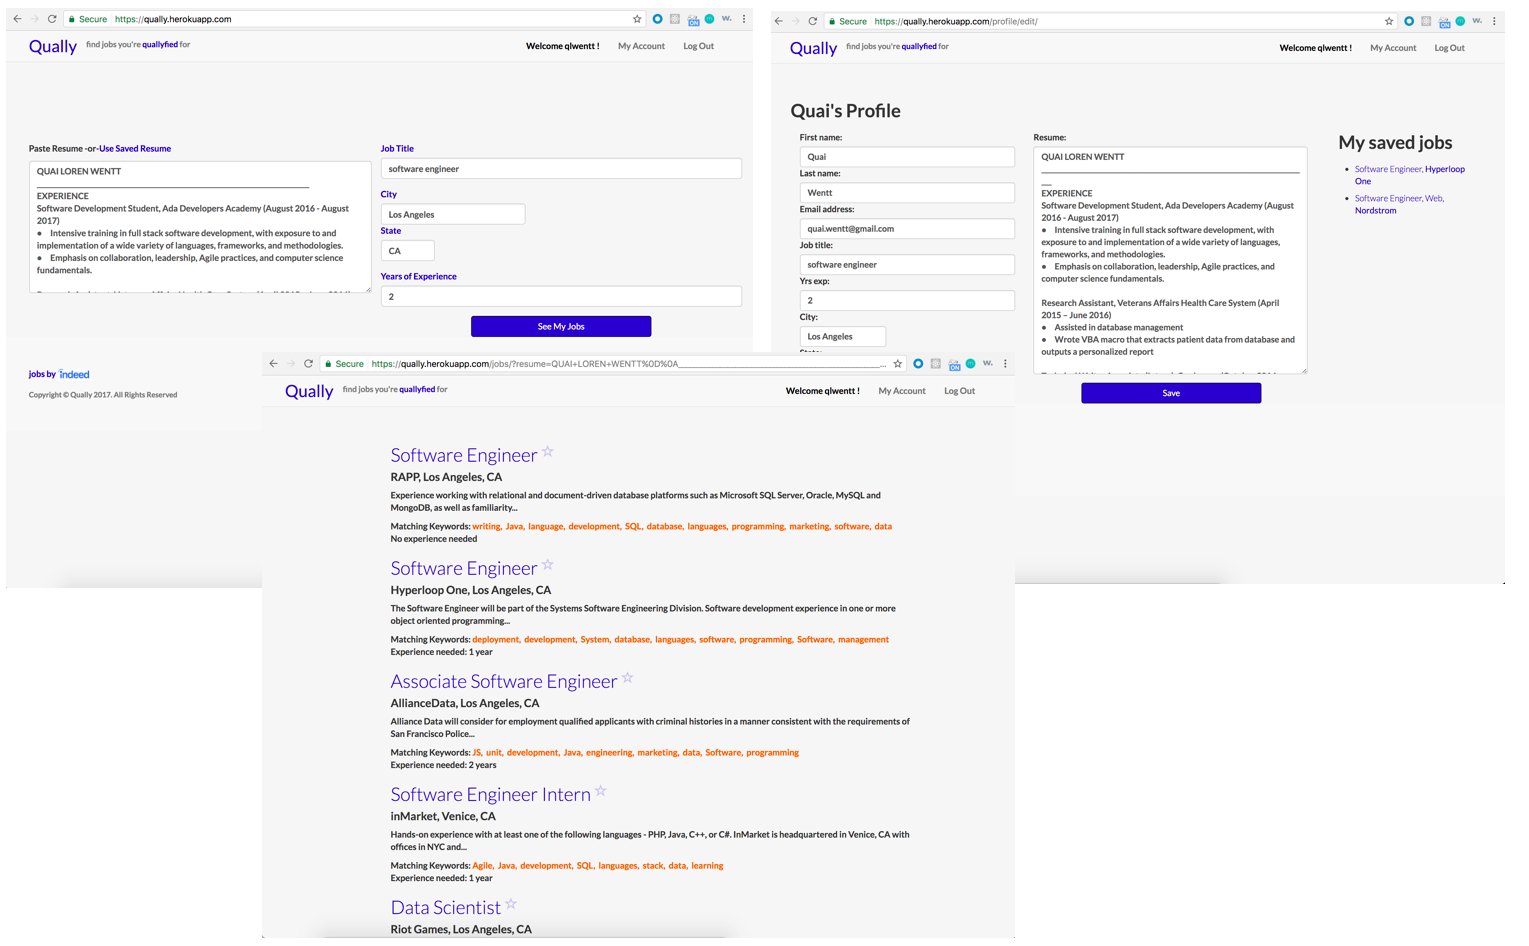 Secure https://qually.herokuapp.com
ON
w.
Qually find jobs you're quallyfied for
Welcome qlwentt ! My Account Log Out
Paste Resume -or-Use Saved Resume
QUAI LOREN WENTT
EXPERIENCE
Software Development Student, Ada Developers Academy (August 2016 - August
2017)
● Intensive training in full stack software development, with exposure to and
implementation of a wide variety of languages, frameworks, and methodologies.
● Emphasis on collaboration, leadership, Agile practices, and computer science
fundamentals.
Job Title
software engineer
City
Los Angeles
State
CA
Years of Experience
2
See My Jobs
jobs by indeed
Copyright © Qually 2017. All Rights Reserved
Secure https://qually.herokuapp.com/profile/edit/
ON
w.
Qually find jobs you're quallyfied for
Welcome qlwentt ! My Account Log Out
Quai's Profile
First name:
Quai
Last name:
Wentt
Email address:
quai.wentt@gmail.com
Job title:
software engineer
Yrs exp:
2
City:
Los Angeles
State:
Resume:
QUAI LOREN WENTT
EXPERIENCE
Software Development Student, Ada Developers Academy (August
2016 - August 2017)
● Intensive training in full stack software development, with
exposure to and implementation of a wide variety of languages,
frameworks, and methodologies.
● Emphasis on collaboration, leadership, Agile practices, and
computer science fundamentals.
Research Assistant, Veterans Affairs Health Care System (April
2015 – June 2016)
● Assisted in database management
● Wrote VBA macro that extracts patient data from database and
outputs a personalized report
Save
My saved jobs
Software Engineer, Hyperloop
One
Software Engineer, Web,
Nordstrom
Secure https://qually.herokuapp.com/jobs/?resume=QUAI+LOREN+WENTT%0D%0A___...
ON
w.
Qually find jobs you're quallyfied for
Welcome qlwentt ! My Account Log Out
Software Engineer ☆
RAPP, Los Angeles, CA
Experience working with relational and document-driven database platforms such as Microsoft SQL Server, Oracle, MySQL and
MongoDB, as well as familiarity...
Matching Keywords: writing, Java, language, development, SQL, database, languages, programming, marketing, software, data
No experience needed
Software Engineer ☆
Hyperloop One, Los Angeles, CA
The Software Engineer will be part of the Systems Software Engineering Division. Software development experience in one or more
object oriented programming...
Matching Keywords: deployment, development, System, database, languages, software, programming, Software, management
Experience needed: 1 year
Associate Software Engineer ☆
AllianceData, Los Angeles, CA
Alliance Data will consider for employment qualified applicants with criminal histories in a manner consistent with the requirements of
San Francisco Police...
Matching Keywords: JS, unit, development, Java, engineering, marketing, data, Software, programming
Experience needed: 2 years
Software Engineer Intern ☆
inMarket, Venice, CA
Hands-on experience with at least one of the following languages - PHP, Java, C++, or C#. InMarket is headquartered in Venice, CA with
offices in NYC and...
Matching Keywords: Agile, Java, development, SQL, languages, stack, data, learning
Experience needed: 1 year
Data Scientist ☆
Riot Games, Los Angeles, CA